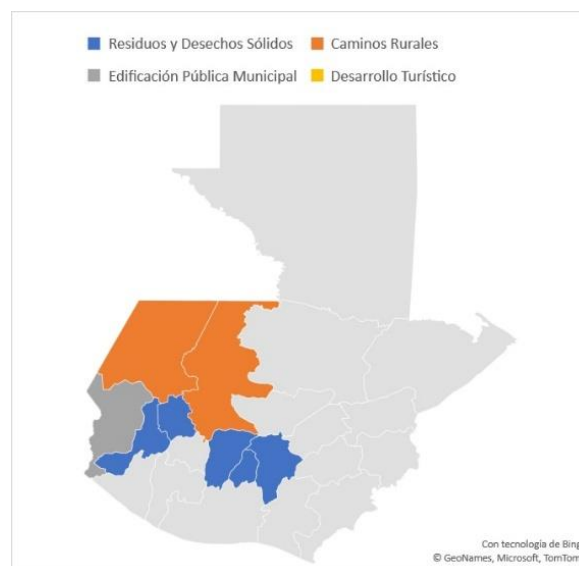 Residuos y Desechos Sólidos Caminos Rurales
Edificación Pública Municipal Desarrollo Turístico
Con tecnología de Bing
© GeoNames, Microsoft, TomTom